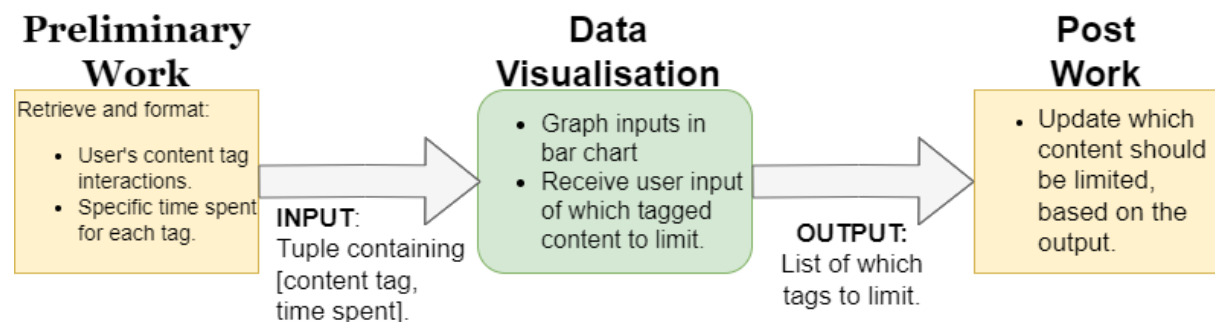 Preliminary
Work
Retrieve and format:
• User's content tag
interactions.
• Specific time spent
for each tag.
INPUT:
Tuple containing
[content tag,
time spent].
Data
Visualisation
• Graph inputs in
bar chart
• Receive user input
of which tagged
content to limit.
OUTPUT:
List of which
tags to limit.
Post
Work
• Update which
content should
be limited,
based on the
output.